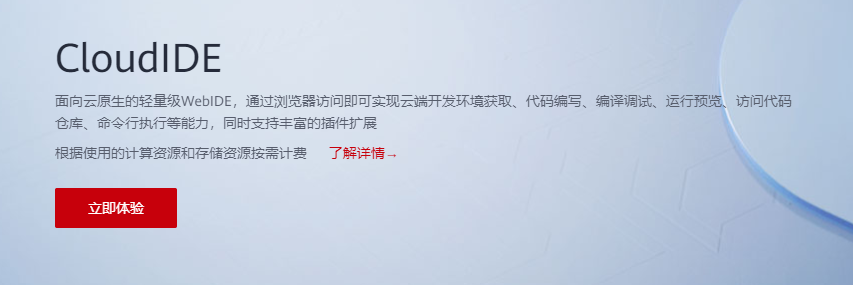 CloudIDE
面向云原生的轻量级WebIDE，通过浏览器访问即可实现云端开发环境获取、代码编写、编译调试、运行预览、访问代码
仓库、命令行执行等能力，同时支持丰富的插件扩展
根据使用的计算资源和存储资源按需计费 了解详情→
立即体验